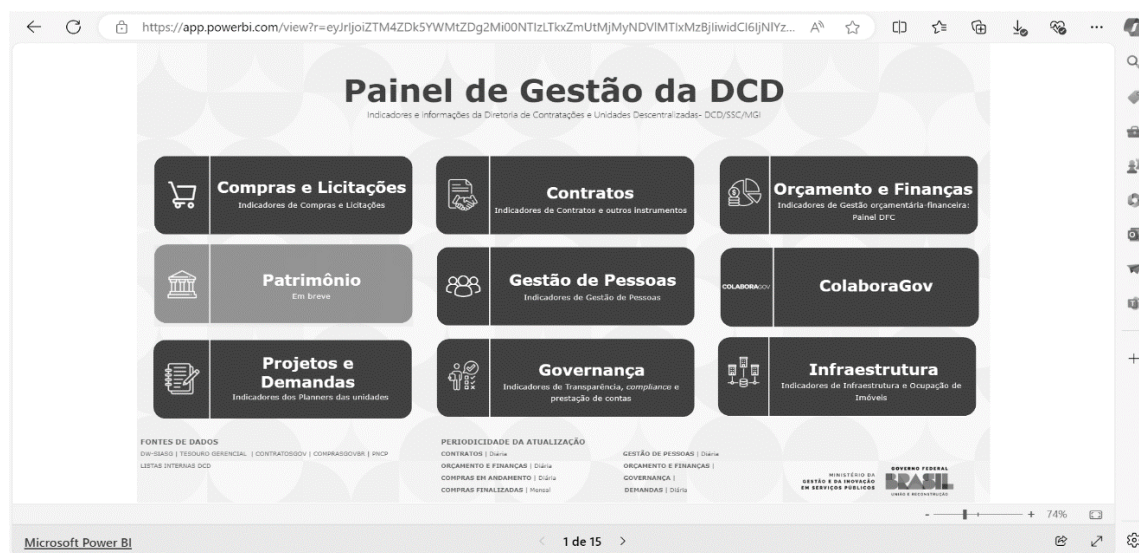 https://app.powerbi.com/view?r=eyJrIjoiZTM4ZDk5YWMtZDg2Mi00NTIzLTkxZmUtMjMyNDVlMTIxMzBjIiwidCI6IjNlYz...
Painel de Gestão da DCD
Indicadores e Informações da Diretoria de Contratações e Unidades Descentralizadas- DCD/SSC/MGI
Compras e Licitações
Indicadores de Compras e Licitações
Contratos
Indicadores de Contratos e outros instrumentos
Orçamento e Finanças
Indicadores de Gestão orçamentária-financeira:
Painel DFC
Patrimônio
Em breve
Gestão de Pessoas
Indicadores de Gestão de Pessoas
COLABORAGOV
ColaboraGov
Projetos e
Demandas
Indicadores dos Planners das unidades
Governança
Indicadores de Transparência, compliance e
prestação de contas
Infraestrutura
Indicadores de Infraestrutura e Ocupação de
Imóveis
FONTES DE DADOS
DW-SIASG | TESOURO GERENCIAL | CONTRATOSGOV | COMPRASGOVBR | PNCP
LISTAS INTERNAS DCD
PERIODICIDADE DA ATUALIZAÇÃO
CONTRATOS | Diária
ORÇAMENTO E FINANÇAS | Diária
COMPRAS EM ANDAMENTO | Diária
COMPRAS FINALIZADAS | Mensal
GESTÃO DE PESSOAS | Diária
ORÇAMENTO E FINANÇAS |
GOVERNANÇA |
DEMANDAS | Diária
MINISTÉRIO DA
GESTÃO E DA INOVAÇÃO
EM SERVIÇOS PÚBLICOS
GOVERNO FEDERAL
BRASIL
UNIÃO E RECONSTRUÇÃO
- + 74%
Microsoft Power BI
< 1 de 15 >